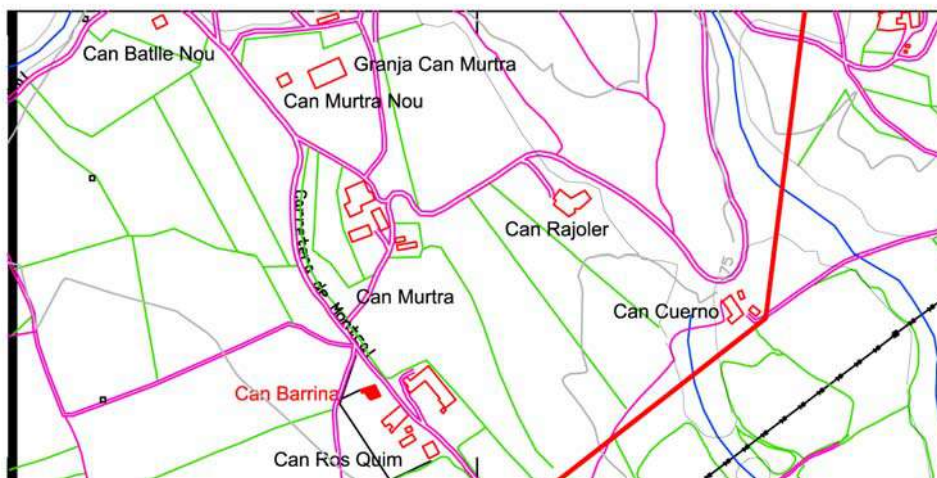 Can Batlle Nou
Granja Can Murtra
Can Murtra Nou
Can Rajoler
75
Can Murtra
Can Cuerno
Carretera de Montral
Can Barrina
Can Ros Quim